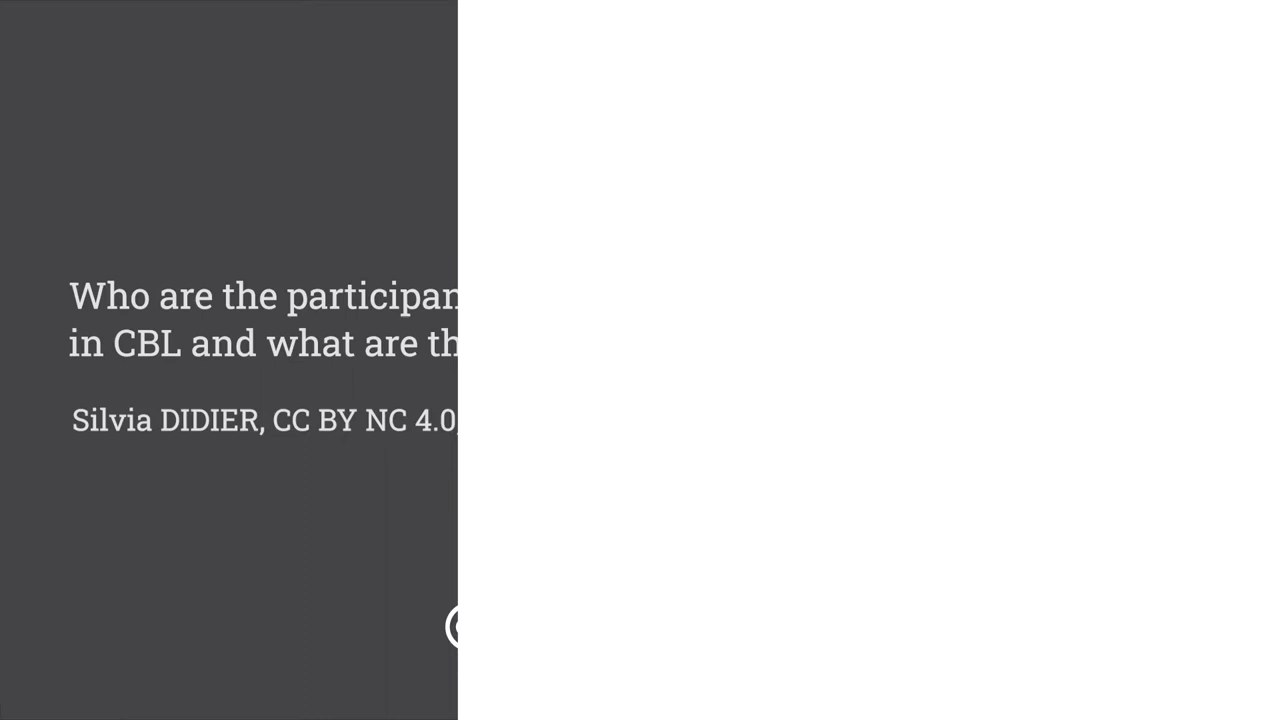 Who are the participan
in CBL and what are th
Silvia DIDIER, CC BY NC 4.0,